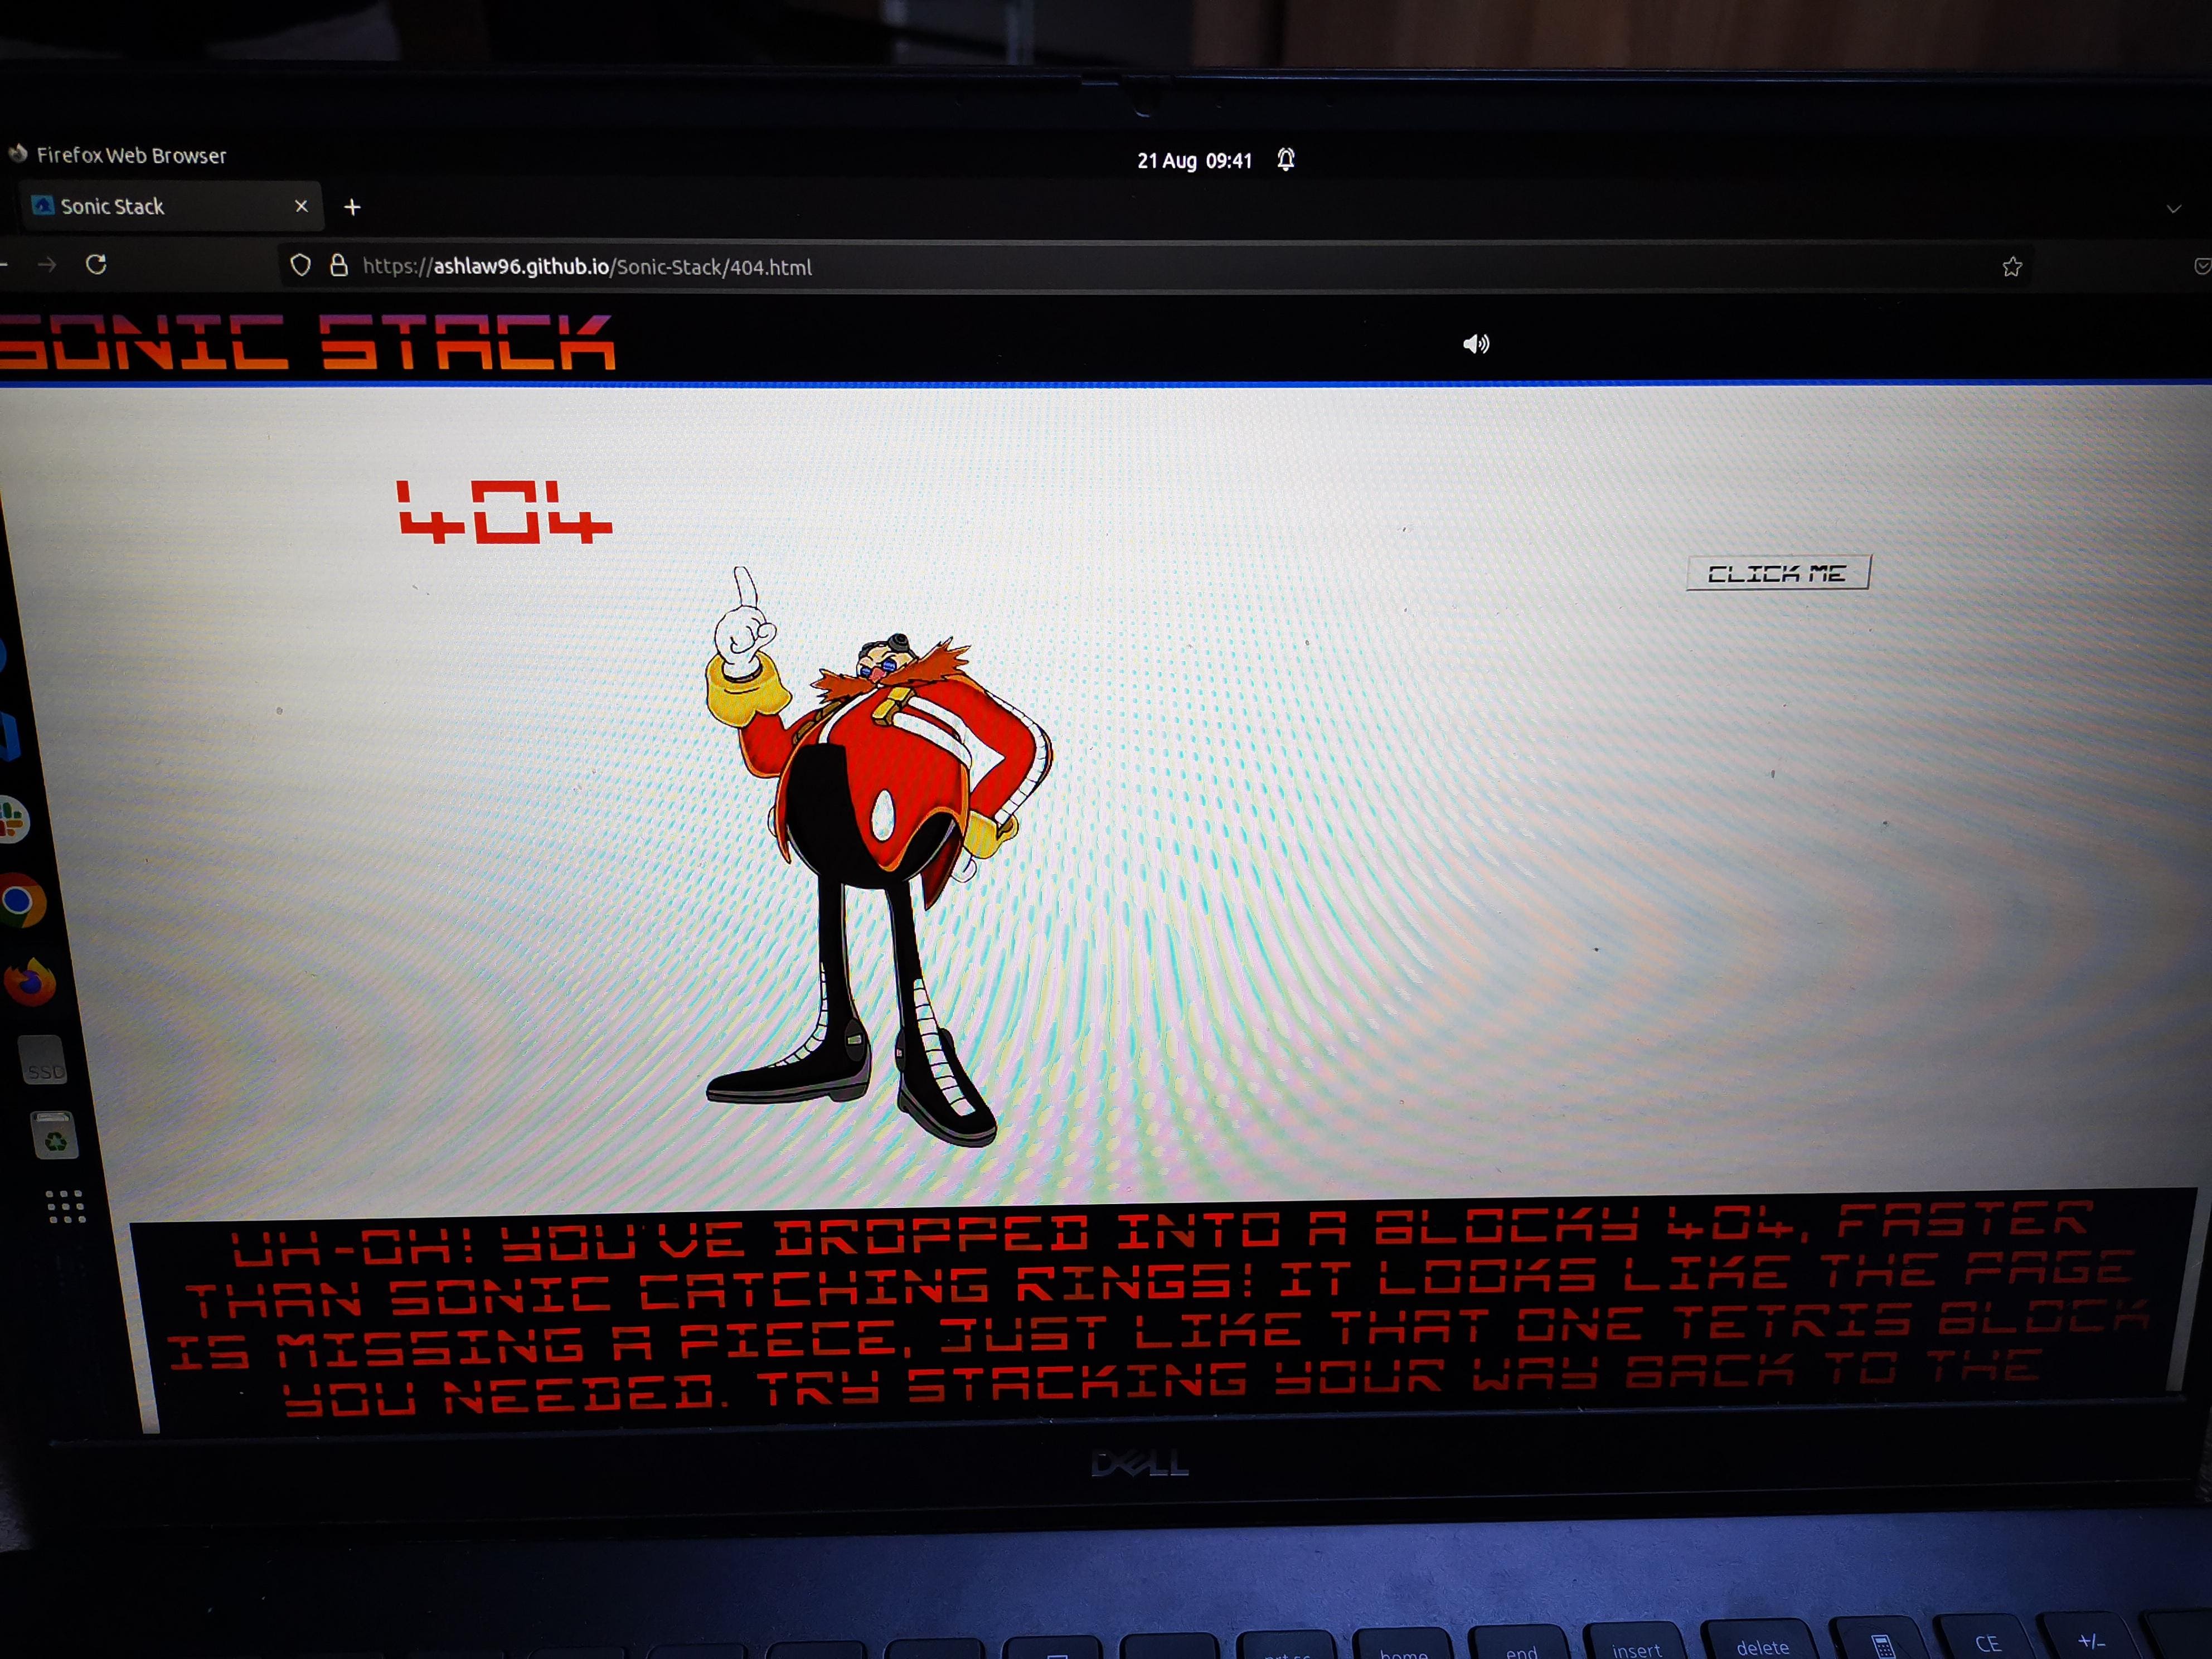 Firefox Web Browser
21 Aug 09:41
Sonic Stack
https://ashlaw96.github.io/Sonic-Stack/404.html
SONIC STACK
404
CLICK ME
SSD
UH-OH! YOU'VE DROPPED INTO A BLOCKY 404, FASTER
THAN SONIC CATCHING RINGS! IT LOOKS LIKE THE PAGE
IS MISSING A PIECE, JUST LIKE THAT ONE TETRIS BLOCK
YOU NEEDED. TRY STACKING YOUR WAY BACK TO THE
DELL
home end insert delete CE +/-